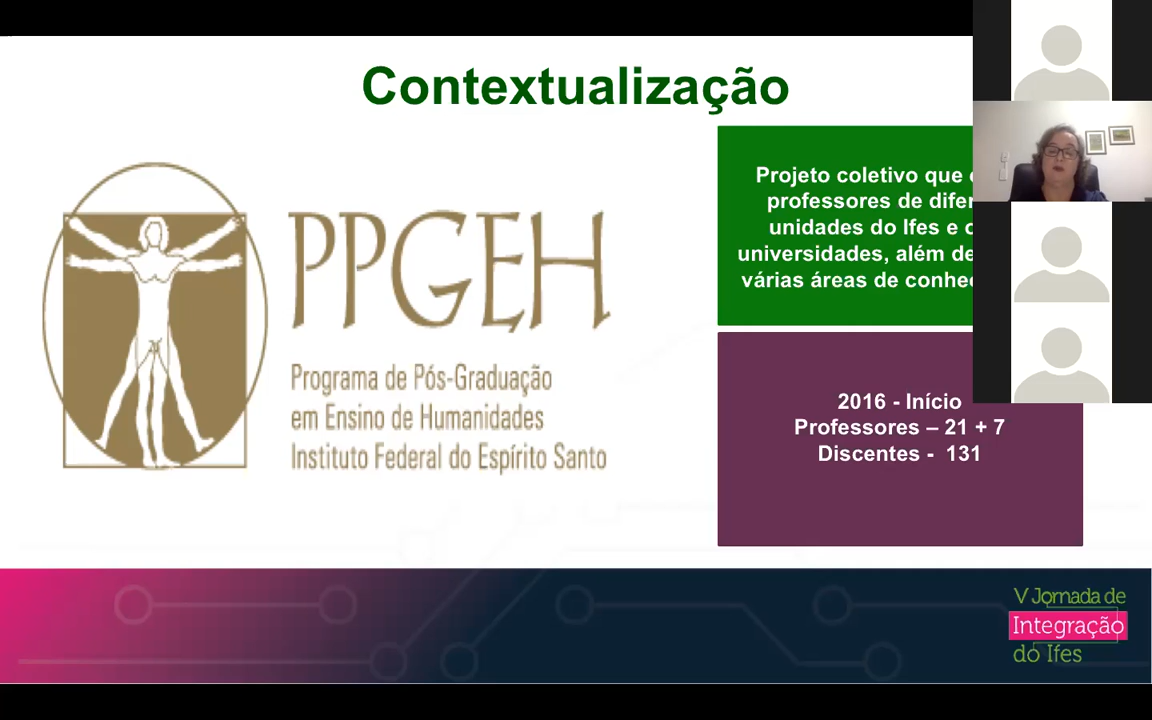 Contextualização
PPGEH
Programa de Pós-Graduação
em Ensino de Humanidades
Instituto Federal do Espírito Santo
Projeto coletivo que
professores de
unidades do Ifes e
universidades, além de
várias áreas de
2016 - Início
Professores – 21 + 7
Discentes - 131
V Jornada de
Integração
do Ifes